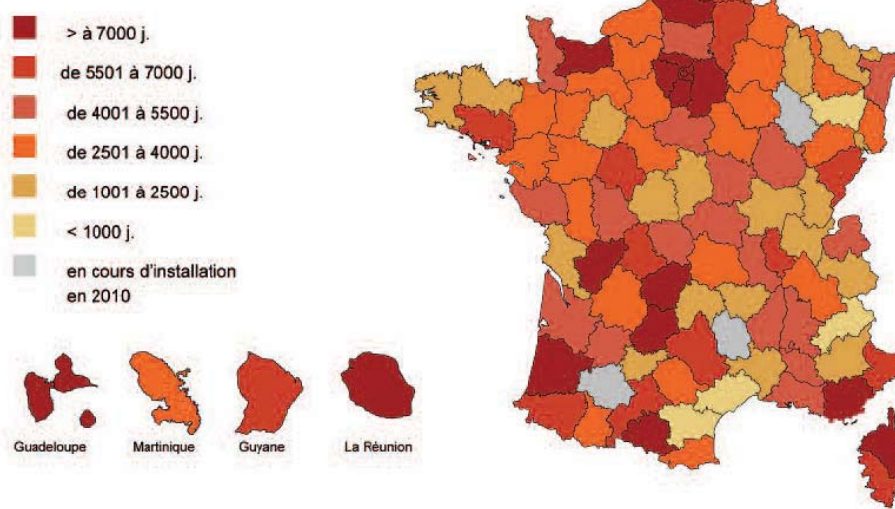 > à 7000 j.
de 5501 à 7000 j.
de 4001 à 5500 j.
de 2501 à 4000 j.
de 1001 à 2500 j.
< 1000 j.
en cours d'installation
en 2010
Guadeloupe
Martinique
Guyane
La Réunion